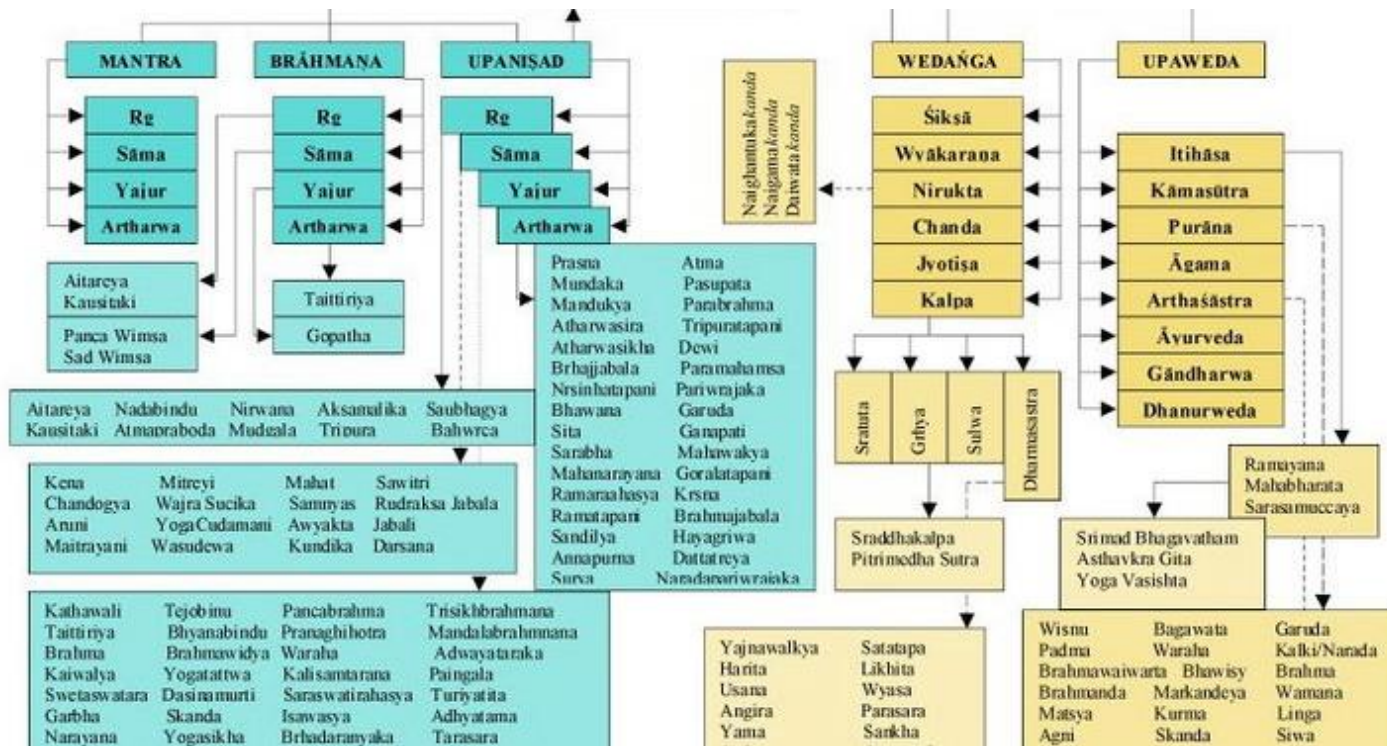 MANTRA
BRĀHMAṆA
UPANIṢAD
WEDAŃGA
UPAWEDA
Rg
Sāma
Yajur
Artharwa
Rg
Sāma
Yajur
Artharwa
Rg
Sāma
Yajur
Artharwa
Naighantukakanda
Naigamakanda
Daiwatakanda
Śiksā
Wvākarana
Nirukta
Chanda
Jyotisa
Kalpa
Itihāsa
Kāmasūtra
Purāna
Āgama
Arthaśāstra
Āyurveda
Gāndharwa
Dhanurweda
Aitareya
Kausitaki
Panca Wimsa
Sad Wimsa
Taittiriya
Gopatha
Prasna Atma
Mundaka Pasupata
Mandukya Parabrahma
Atharwasira Tripuratapani
Atharwasikha Dewi
Brhajjabala Paramahamsa
Nrsinhatapani Pariwrajaka
Bhawana Garuda
Sita Ganapati
Sarabha Mahawakya
Mahanarayana Goralatapani
Ramaraahasya Krsna
Ramatapani Brahmajabala
Sandilya Hayagriwa
Annapurna Dattatreya
Surya Naradapariwrajaka
Aitareya Nadabindu Nirwana Aksamalika Saubhagya
Kausitaki Atmapraboda Mudgala Tripura Bahwrca
Kena Mitreyi Mahat Sawitri
Chandogya Wajra Sucika Samnyas Rudraksa Jabala
Aruni YogaCudamani Awyakta Jabali
Maitrayani Wasudewa Kundika Darsana
Kathawali Tejobinu Pancabrahma Trisikhbrahmana
Taittiriya Bhyanabindu Pranaghihotra Mandalabrahmnana
Brahma Brahmawidya Waraha Adwayataraka
Kaiwalya Yogatattwa Kalisamtarana Paingala
Swetaswatara Dasinamurti Saraswatirahasya Turiyatita
Garbha Skanda Isawasya Adhyatama
Narayana Yogasikha Brhadaranyaka Tarasara
Sratuta
Grhya
Sulwa
Dharmasastra
Sraddhakalpa
Pitrimedha Sutra
Yajnawalkya Satatapa
Harita Likhita
Usana Wyasa
Angira Parasara
Yama Sankha
Ramayana
Mahabharata
Sarasamuccaya
Srimad Bhagavatham
Asthavkra Gita
Yoga Vasishta
Wisnu Bagawata Garuda
Padma Waraha Kalki/Narada
Brahmawaiwarta Bhawisy Brahma
Brahmanda Markandeya Wamana
Matsya Kurma Linga
Agni Skanda Siwa